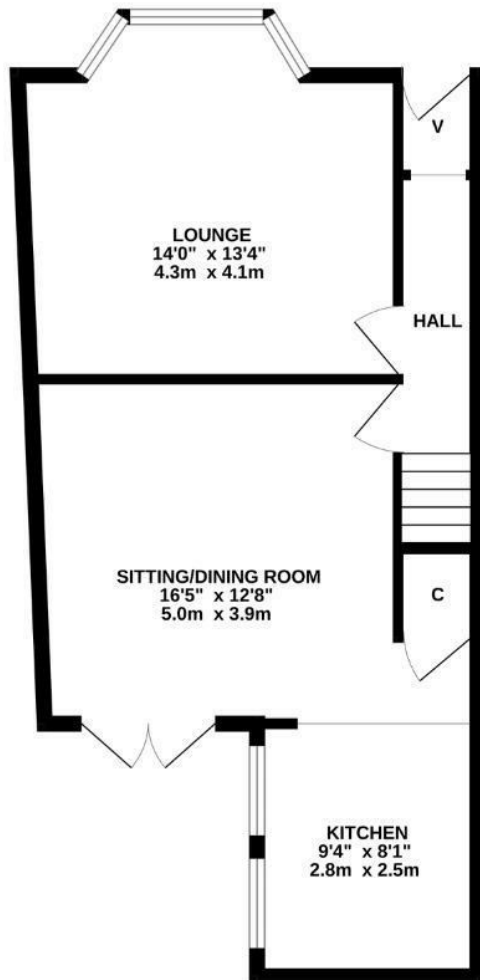 V
LOUNGE
14'0" x 13'4"
4.3m x 4.1m
HALL
SITTING/DINING ROOM
16'5" x 12'8"
5.0m x 3.9m
C
KITCHEN
9'4" x 8'1"
2.8m x 2.5m